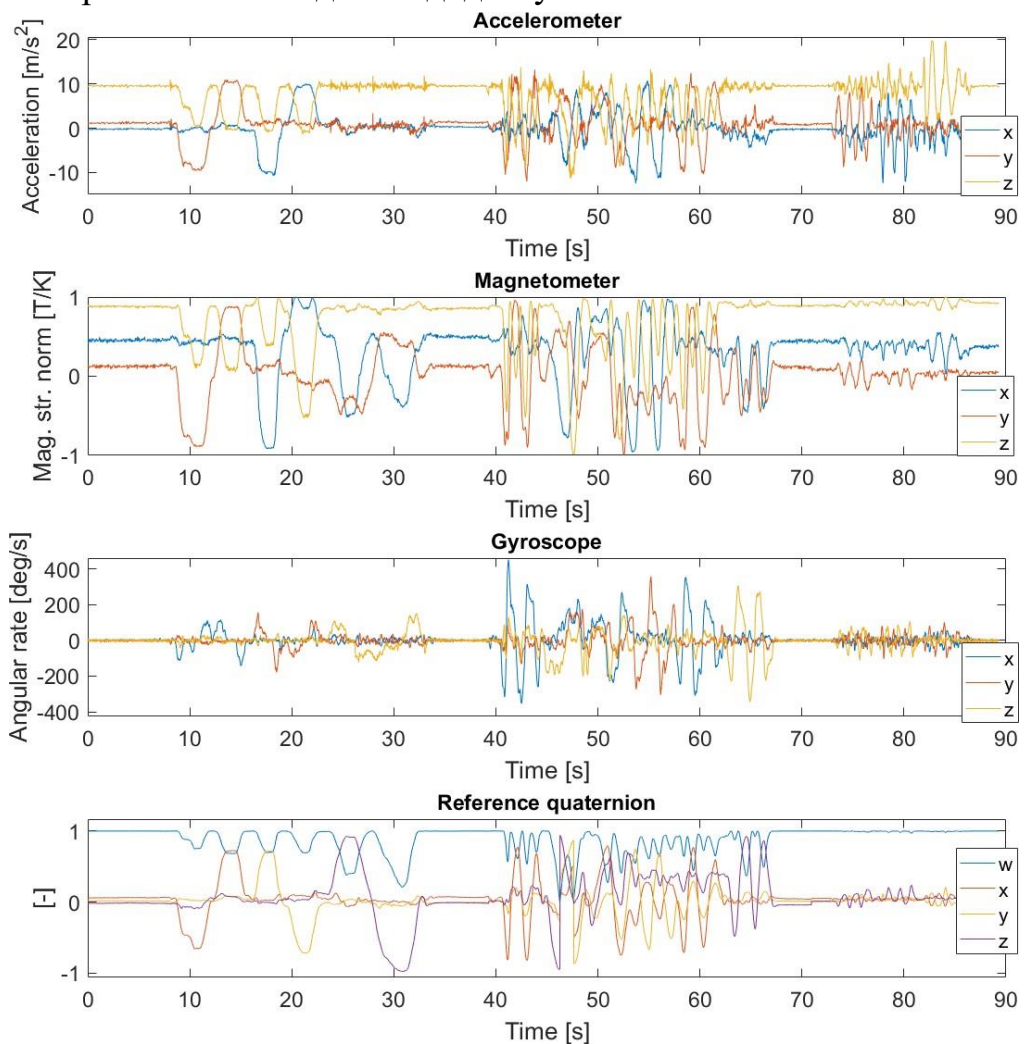 Accelerometer
Acceleration [m/s²]
20
10
0
-10
x
y
z
0 10 20 30 40 50 60 70 80 90
Time [s]
Magnetometer
Mag. str. norm [T/K]
1
0
-1
x
y
z
0 10 20 30 40 50 60 70 80 90
Time [s]
Gyroscope
Angular rate [deg/s]
400
200
0
-200
-400
x
y
z
0 10 20 30 40 50 60 70 80 90
Time [s]
Reference quaternion
[-]
1
0
-1
w
x
y
z
0 10 20 30 40 50 60 70 80 90
Time [s]